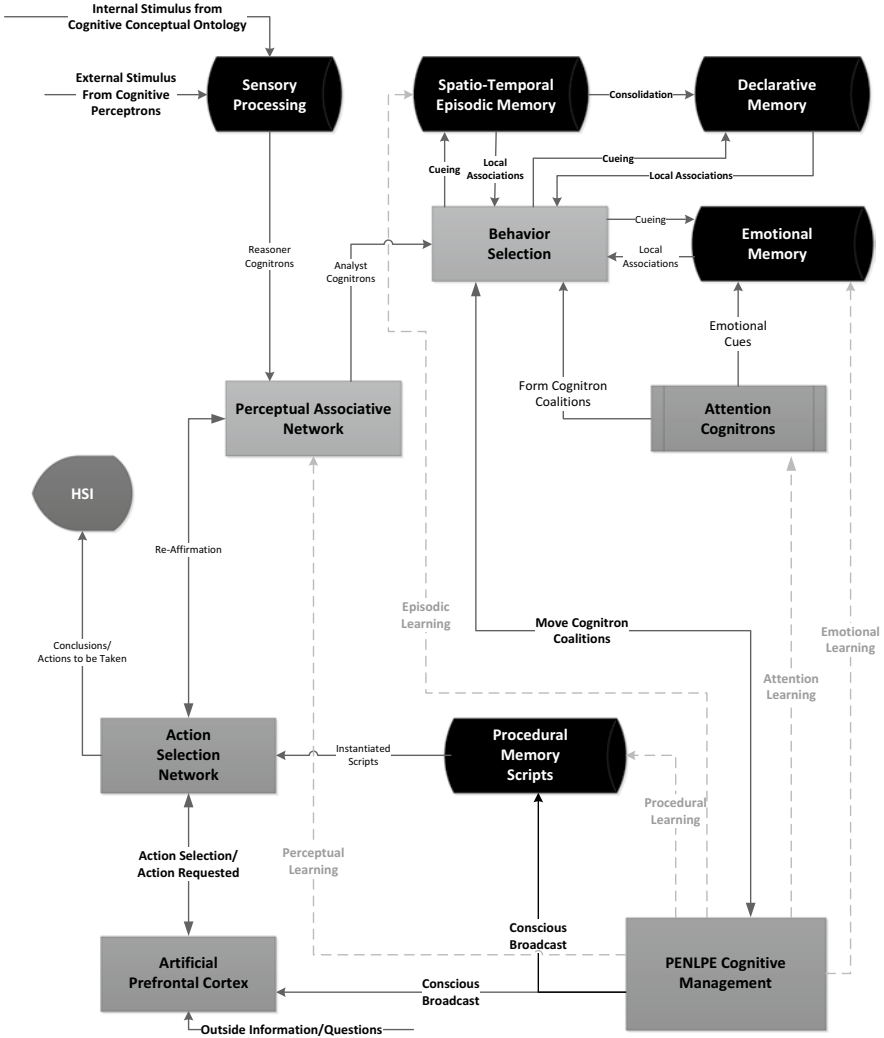 Internal Stimulus from
Cognitive Conceptual Ontology
External Stimulus
From Cognitive
Perceptrons
Sensory
Processing
Spatio-Temporal
Episodic Memory
Consolidation
Declarative
Memory
Cueing
Local
Associations
Cueing
Local Associations
Behavior
Selection
Cueing
Local
Associations
Emotional
Memory
Reasoner
Cognitrons
Analyst
Cognitrons
Emotional
Cues
Form Cognitron
Coalitions
Perceptual Associative
Network
Attention
Cognitrons
HSI
Re-Affirmation
Episodic
Learning
Move Cognitron
Coalitions
Emotional
Learning
Conclusions/
Actions to be Taken
Attention
Learning
Action
Selection
Network
Instantiated
Scripts
Procedural
Memory
Scripts
Procedural
Learning
Action Selection/
Action Requested
Perceptual
Learning
Conscious
Broadcast
Artificial
Prefrontal Cortex
Conscious
Broadcast
PENLPE Cognitive
Management
Outside Information/Questions